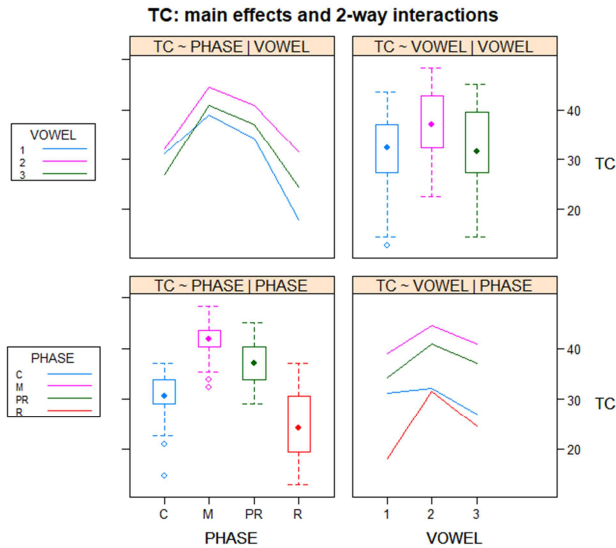 TC: main effects and 2-way interactions
TC ~ PHASE | VOWEL
TC ~ VOWEL | VOWEL
VOWEL
1
2
3
40
30
20
TC
TC ~ PHASE | PHASE
TC ~ VOWEL | PHASE
PHASE
C
M
PR
R
40
30
20
TC
C M PR R
1 2 3
PHASE
VOWEL